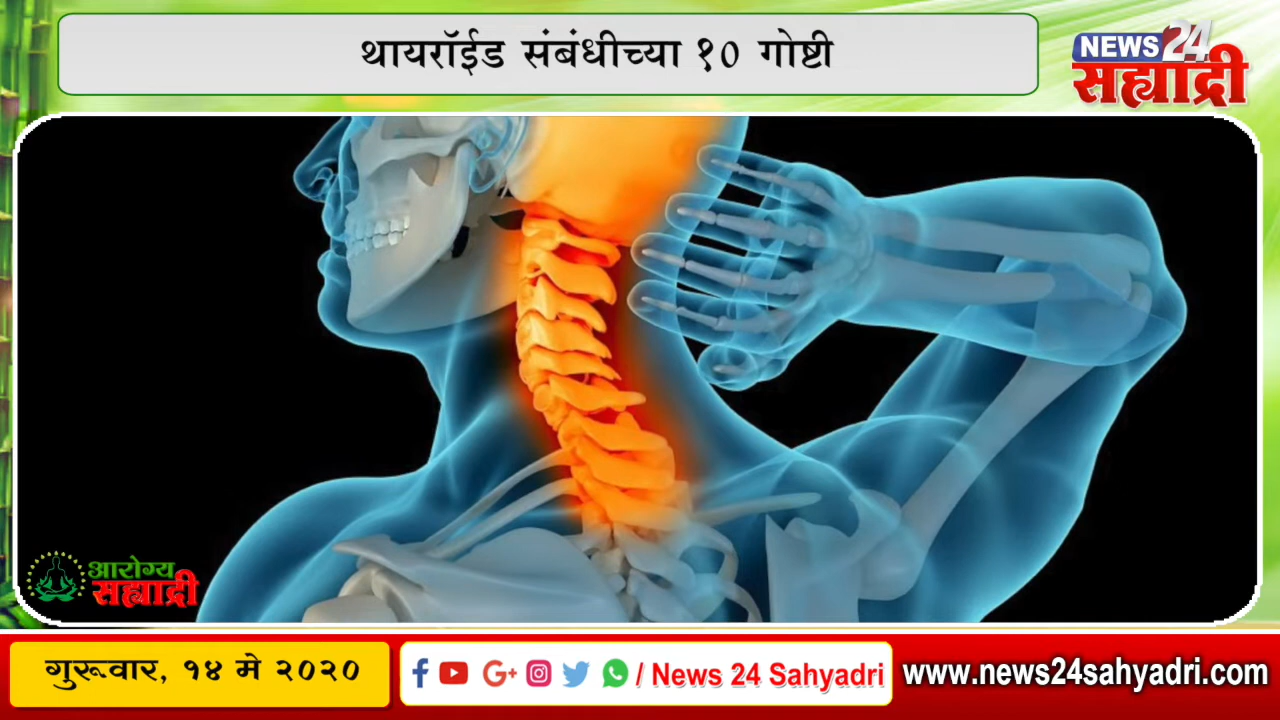 थायरॉईड संबंधीच्या १० गोष्टी
NEWS 24
सह्याद्री
आरोग्य
सह्याद्री
गुरूवार, १४ मे २०२०
/ News 24 Sahyadri
www.news24sahyadri.com